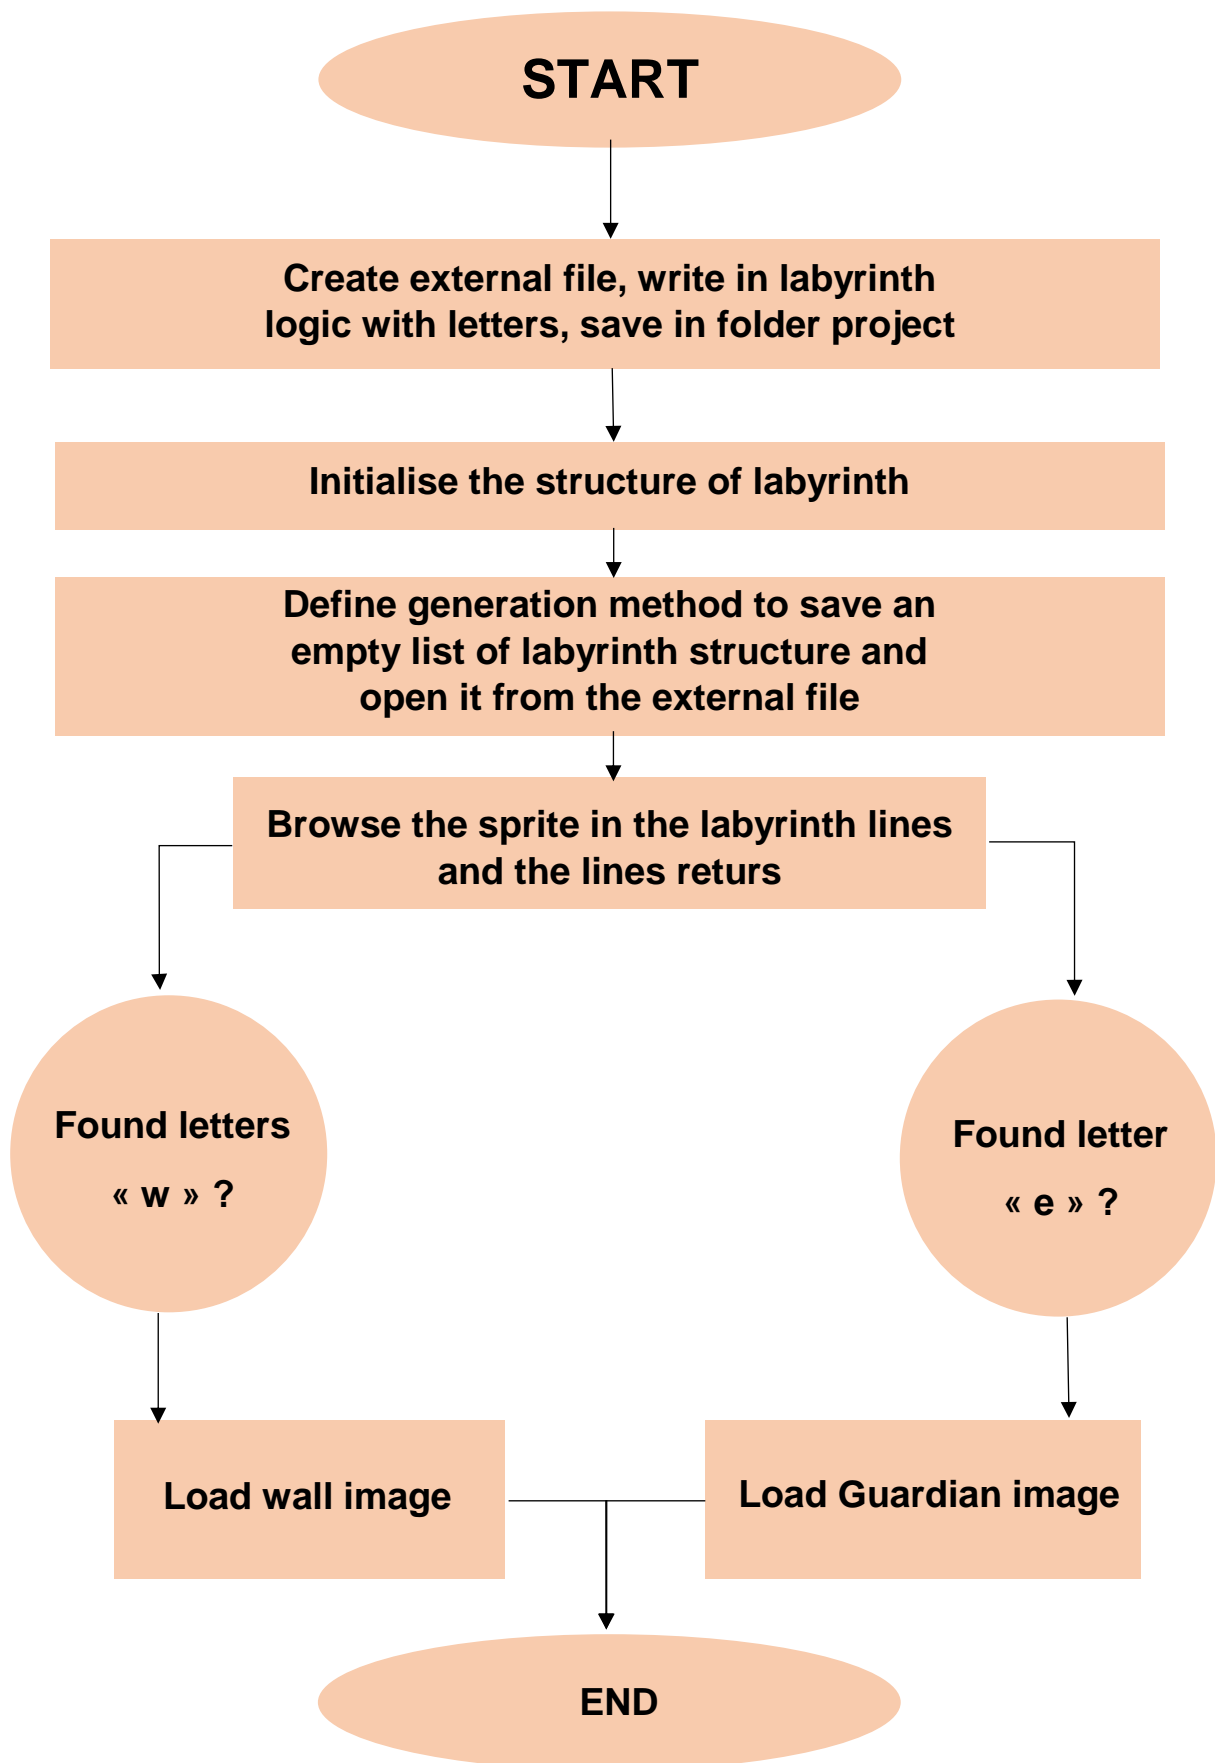 START
Create external file, write in labyrinth
logic with letters, save in folder project
Initialise the structure of labyrinth
Define generation method to save an
empty list of labyrinth structure and
open it from the external file
Browse the sprite in the labyrinth lines
and the lines returs
Found letters
« w » ?
Found letter
« e » ?
Load wall image
Load Guardian image
END